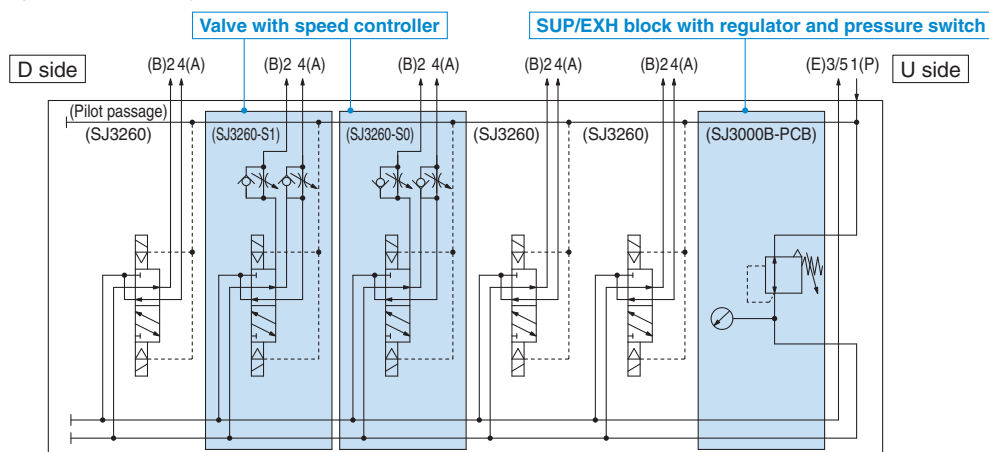 Valve with speed controller
SUP/EXH block with regulator and pressure switch
D side
(B)2 4(A)
(B)2 4(A)
(B)2 4(A)
(B)2 4(A)
(B)2 4(A)
(E)3/5 1(P)
U side
(Pilot passage)
(SJ3260)
(SJ3260-S1)
(SJ3260-S0)
(SJ3260)
(SJ3260)
(SJ3000B-PCB)